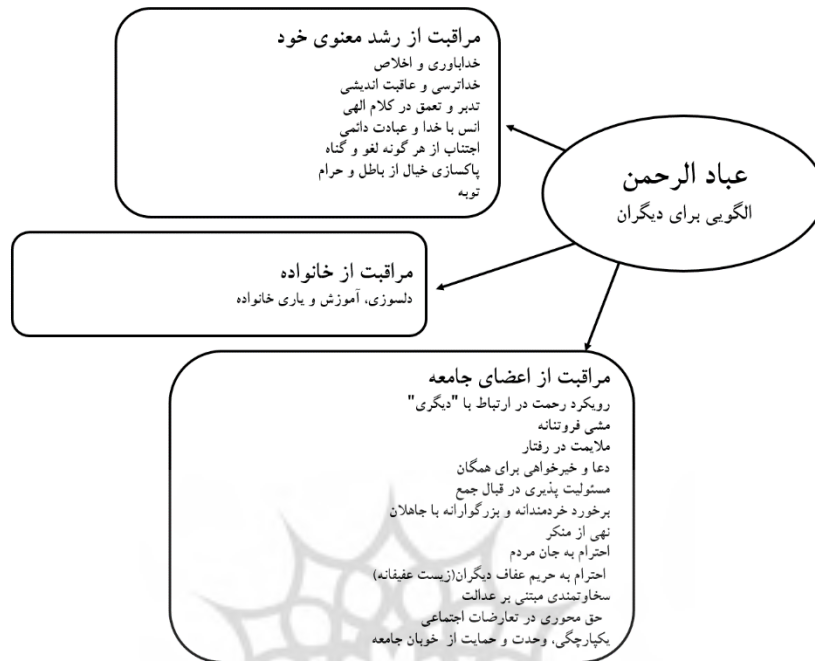 عباد الرحمن
الگویی برای دیگران
مراقبت از رشد معنوی خود
خداباوری و اخلاص
خداترسی و عاقبت اندیشی
تدبر و تعمق در کلام الهی
انس با خدا و عبادت دائمی
اجتناب از هر گونه لغو و گناه
پاکسازی خیال از باطل و حرام
توبه
مراقبت از خانواده
دلسوزی، آموزش و یاری خانواده
مراقبت از اعضای جامعه
رویکرد رحمت در ارتباط با "دیگری"
مشی فروتنانه
ملایمت در رفتار
دعا و خیرخواهی برای همگان
مسئولیت پذیری در قبال جمع
برخورد خردمندانه و بزرگوارانه با جاهلان
نهی از منکر
احترام به جان مردم
احترام به حریم عفاف دیگران(زیست عفیفانه)
سخاوتمندی مبتنی بر عدالت
حق محوری در تعارضات اجتماعی
یکپارچگی، وحدت و حمایت از خوبان جامعه